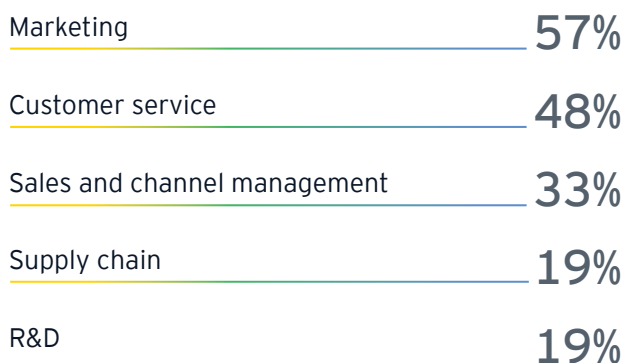 Marketing 57%
Customer service 48%
Sales and channel management 33%
Supply chain 19%
R&D 19%